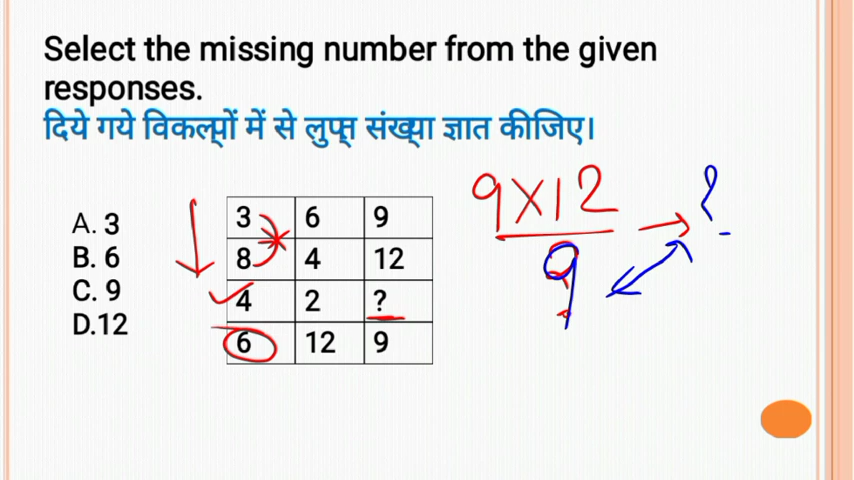 Select the missing number from the given
responses.
दिये गये विकल्पों में से लुप्त संख्या ज्ञात कीजिए।
A. 3
B. 6
C. 9
D.12
3 6 9
8 4 12
4 2 ?
6 12 9
9×12 → ?
9